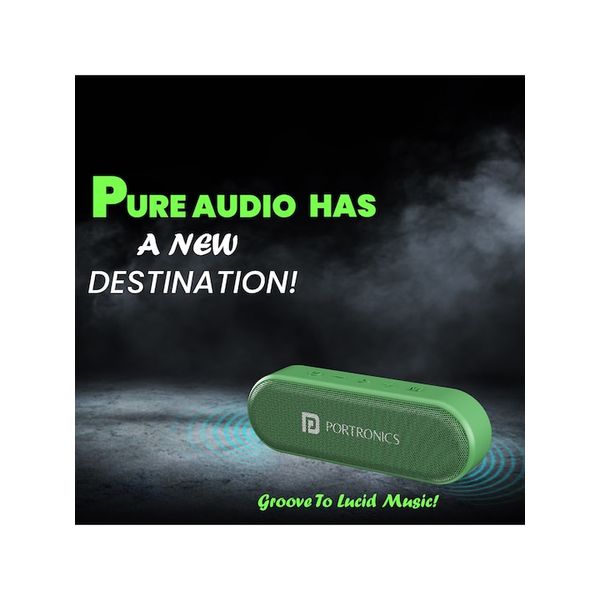 PURE AUDIO HAS
A NEW
DESTINATION!
PORTRONICS
Groove To Lucid Music!